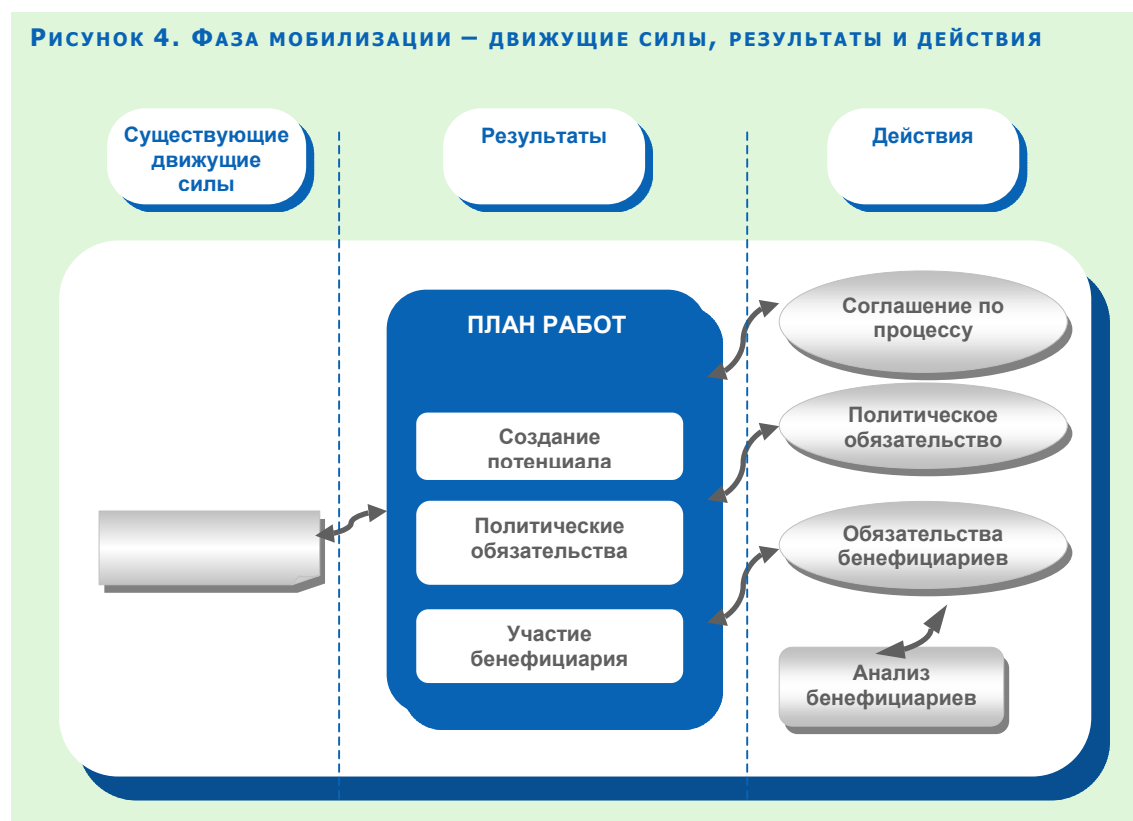 Рисунок 4. Фаза мобилизации – движущие силы, результаты и действия
Существующие
движущие
силы
Результаты
Действия
ПЛАН РАБОТ
Создание
потенциала
Политические
обязательства
Участие
бенефициария
Соглашение по
процессу
Политическое
обязательство
Обязательства
бенефициариев
Анализ
бенефициариев